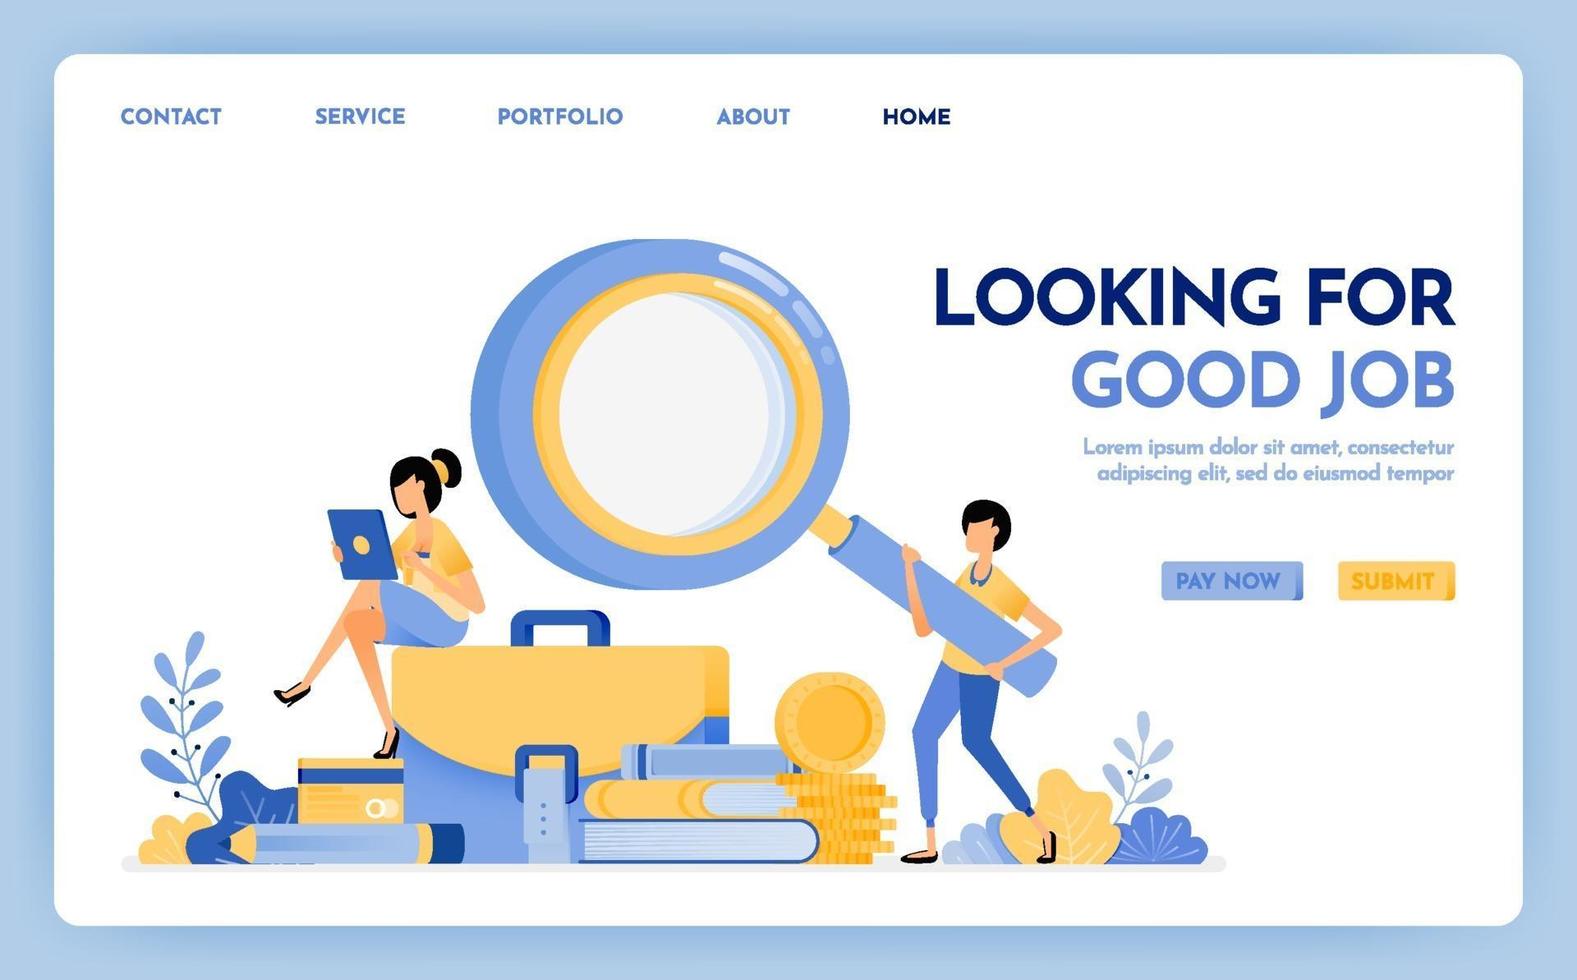 CONTACT SERVICE PORTFOLIO ABOUT HOME
LOOKING FOR
GOOD JOB
Lorem ipsum dolor sit amet, consectetur
adipiscing elit, sed do eiusmod tempor
PAY NOW SUBMIT